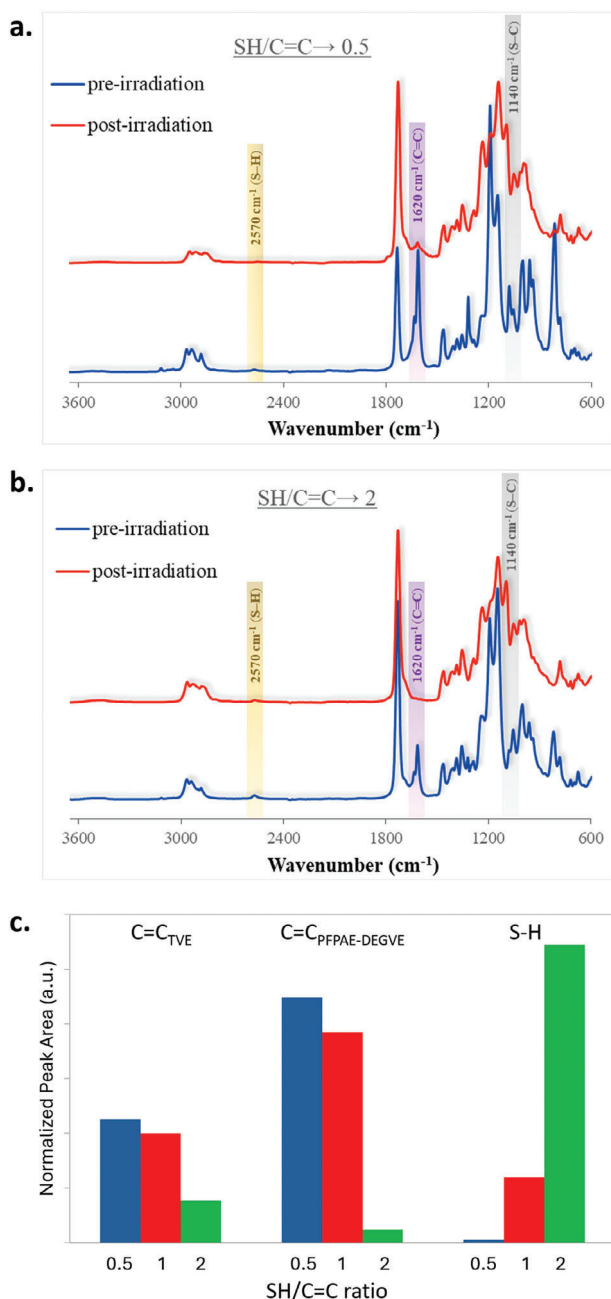 a.
SH/C=C→ 0.5
pre-irradiation
post-irradiation
2570 cm⁻¹ (S–H)
1620 cm⁻¹ (C=C)
1140 cm⁻¹ (S–C)
3600 3000 2400 1800 1200 600
Wavenumber (cm⁻¹)
b.
SH/C=C→ 2
pre-irradiation
post-irradiation
2570 cm⁻¹ (S–H)
1620 cm⁻¹ (C=C)
1140 cm⁻¹ (S–C)
3600 3000 2400 1800 1200 600
Wavenumber (cm⁻¹)
c.
C=C_TVE C=C_PFPAE-DEGVE S-H
Normalized Peak Area (a.u.)
0.5 1 2 0.5 1 2 0.5 1 2
SH/C=C ratio